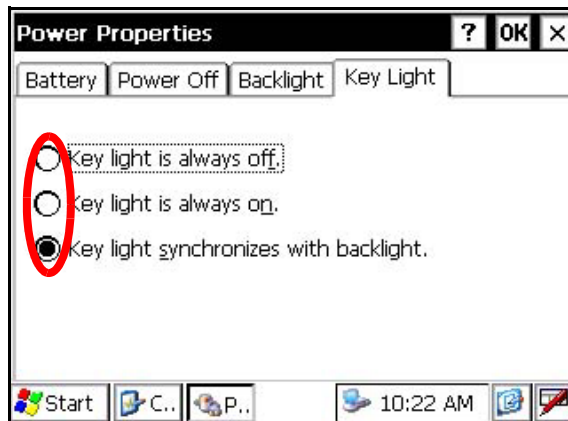 Power Properties ? OK ×
Battery Power Off Backlight Key Light
Key light is always off.
Key light is always on.
Key light synchronizes with backlight.
Start C.. P.. 10:22 AM